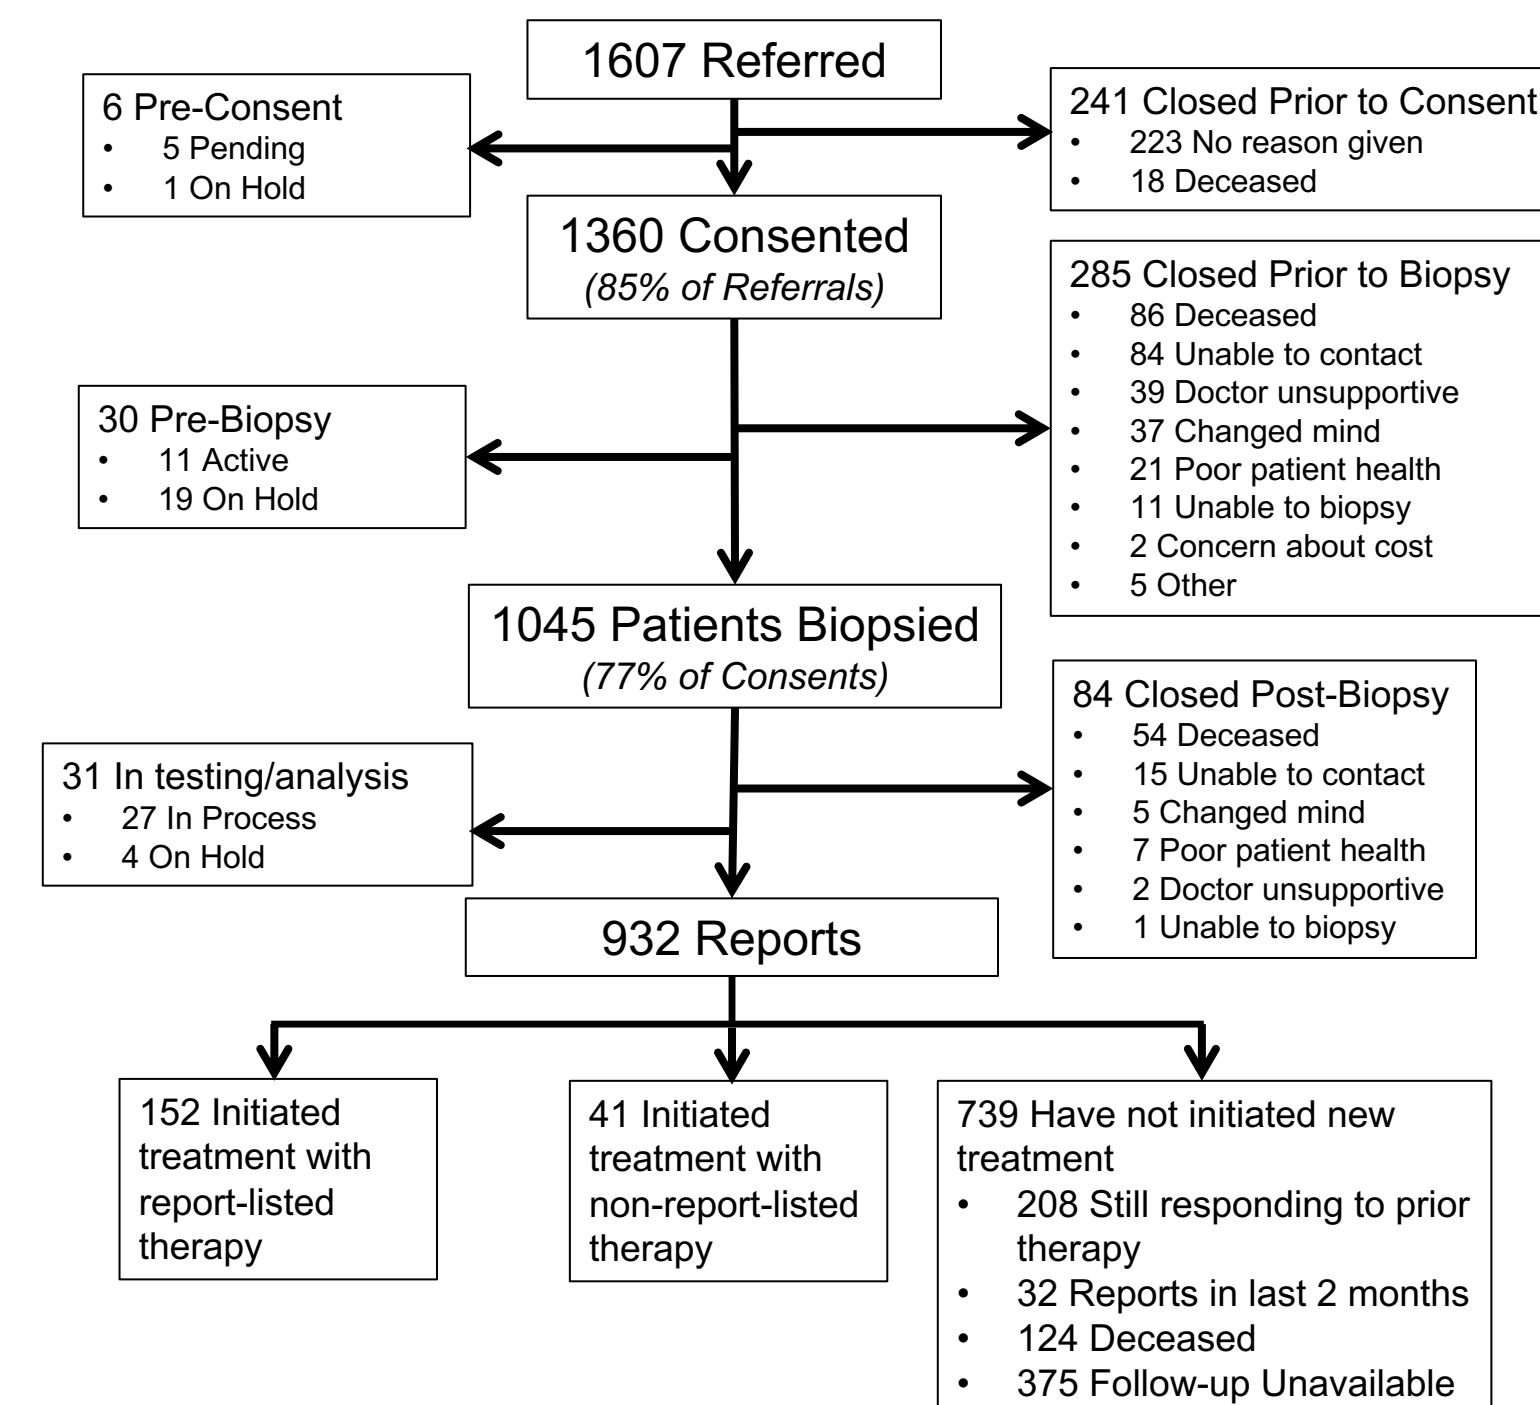 1607 Referred
6 Pre-Consent
• 5 Pending
• 1 On Hold
241 Closed Prior to Consent
• 223 No reason given
• 18 Deceased
1360 Consented
(85% of Referrals)
285 Closed Prior to Biopsy
• 86 Deceased
• 84 Unable to contact
• 39 Doctor unsupportive
• 37 Changed mind
• 21 Poor patient health
• 11 Unable to biopsy
• 2 Concern about cost
• 5 Other
30 Pre-Biopsy
• 11 Active
• 19 On Hold
1045 Patients Biopsied
(77% of Consents)
84 Closed Post-Biopsy
• 54 Deceased
• 15 Unable to contact
• 5 Changed mind
• 7 Poor patient health
• 2 Doctor unsupportive
• 1 Unable to biopsy
31 In testing/analysis
• 27 In Process
• 4 On Hold
932 Reports
152 Initiated
treatment with
report-listed
therapy
41 Initiated
treatment with
non-report-listed
therapy
739 Have not initiated new
treatment
• 208 Still responding to prior
therapy
• 32 Reports in last 2 months
• 124 Deceased
• 375 Follow-up Unavailable